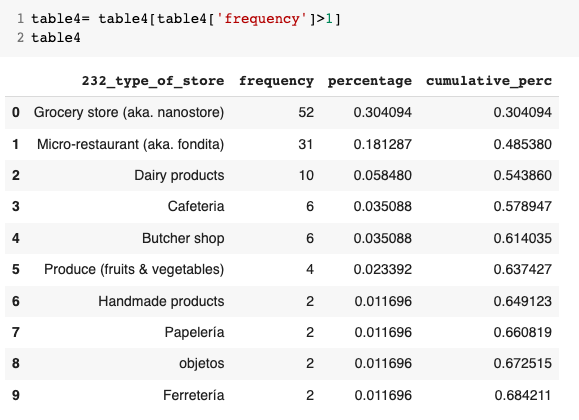 1 table4= table4[table4['frequency']>1]
2 table4
232_type_of_store frequency percentage cumulative_perc
0 Grocery store (aka. nanostore) 52 0.304094 0.304094
1 Micro-restaurant (aka. fondita) 31 0.181287 0.485380
2 Dairy products 10 0.058480 0.543860
3 Cafeteria 6 0.035088 0.578947
4 Butcher shop 6 0.035088 0.614035
5 Produce (fruits & vegetables) 4 0.023392 0.637427
6 Handmade products 2 0.011696 0.649123
7 Papelería 2 0.011696 0.660819
8 objetos 2 0.011696 0.672515
9 Ferretería 2 0.011696 0.684211